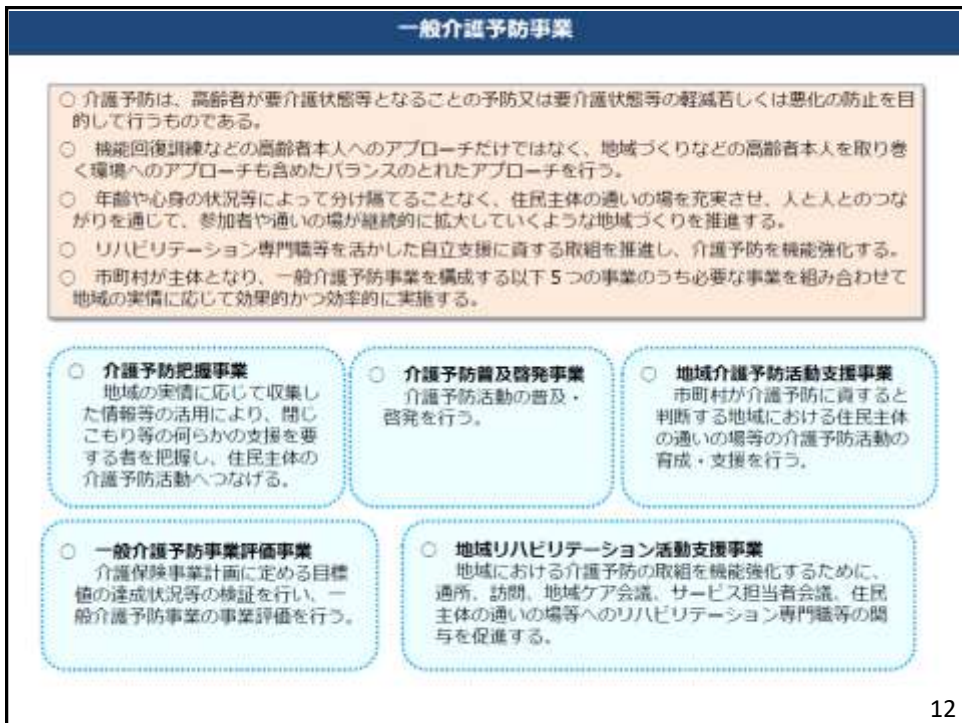 一般介護予防事業
○ 介護予防は、高齢者が要介護状態等となることの予防又は要介護状態等の軽減若しくは悪化の防止を目
的として行うものである。
○ 機能回復訓練などの高齢者本人へのアプローチだけではなく、地域づくりなどの高齢者本人を取り巻
く環境へのアプローチも含めたバランスのとれたアプローチを行う。
○ 年齢や心身の状況等によって分け隔てることなく、住民主体の通いの場を充実させ、人と人とのつな
がりを通じて、参加者や通いの場が継続的に拡大していくような地域づくりを推進する。
○ リハビリテーション専門職等を活かした自立支援に資する取組を推進し、介護予防を機能強化する。
○ 市町村が主体となり、一般介護予防事業を構成する以下5つの事業のうち必要な事業を組み合わせて
地域の実情に応じて効果的かつ効率的に実施する。
○ 介護予防把握事業
地域の実情に応じて収集し
た情報等の活用により、閉じ
こもり等の何らかの支援を要
する者を把握し、住民主体の
介護予防活動へつなげる。
○ 介護予防普及啓発事業
介護予防活動の普及・
啓発を行う。
○ 地域介護予防活動支援事業
市町村が介護予防に資すると
判断する地域における住民主体
の通いの場等の介護予防活動の
育成・支援を行う。
○ 一般介護予防事業評価事業
介護保険事業計画に定める目標
値の達成状況等の検証を行い、一
般介護予防事業の事業評価を行う。
○ 地域リハビリテーション活動支援事業
地域における介護予防の取組を機能強化するために、
通所、訪問、地域ケア会議、サービス担当者会議、住民
主体の通いの場等へのリハビリテーション専門職等の関
与を促進する。
12